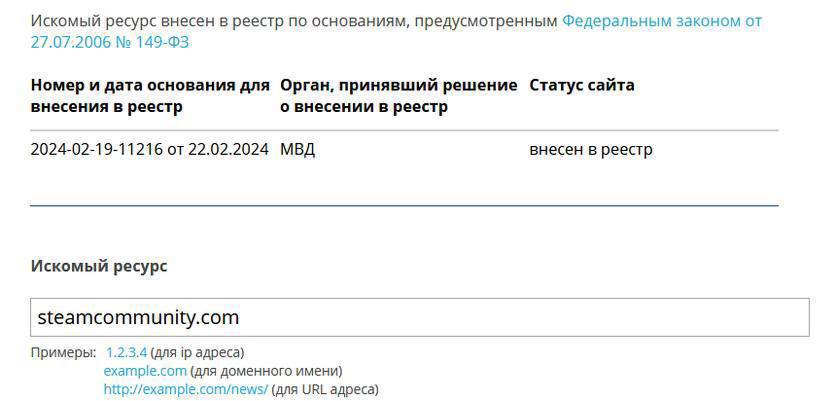 Искомый ресурс внесен в реестр по основаниям, предусмотренным Федеральным законом от
27.07.2006 № 149-ФЗ
Номер и дата основания для внесения в реестр
Орган, принявший решение о внесении в реестр
Статус сайта
2024-02-19-11216 от 22.02.2024 МВД внесен в реестр
Искомый ресурс
steamcommunity.com
Примеры: 1.2.3.4 (для ip адреса)
example.com (для доменного имени)
http://example.com/news/ (для URL адреса)